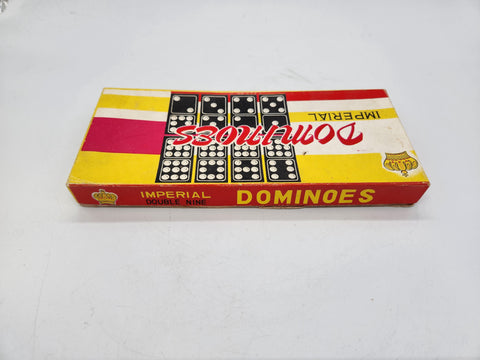 IMPERIAL
DOMINOES
IMPERIAL
DOUBLE NINE
DOMINOES